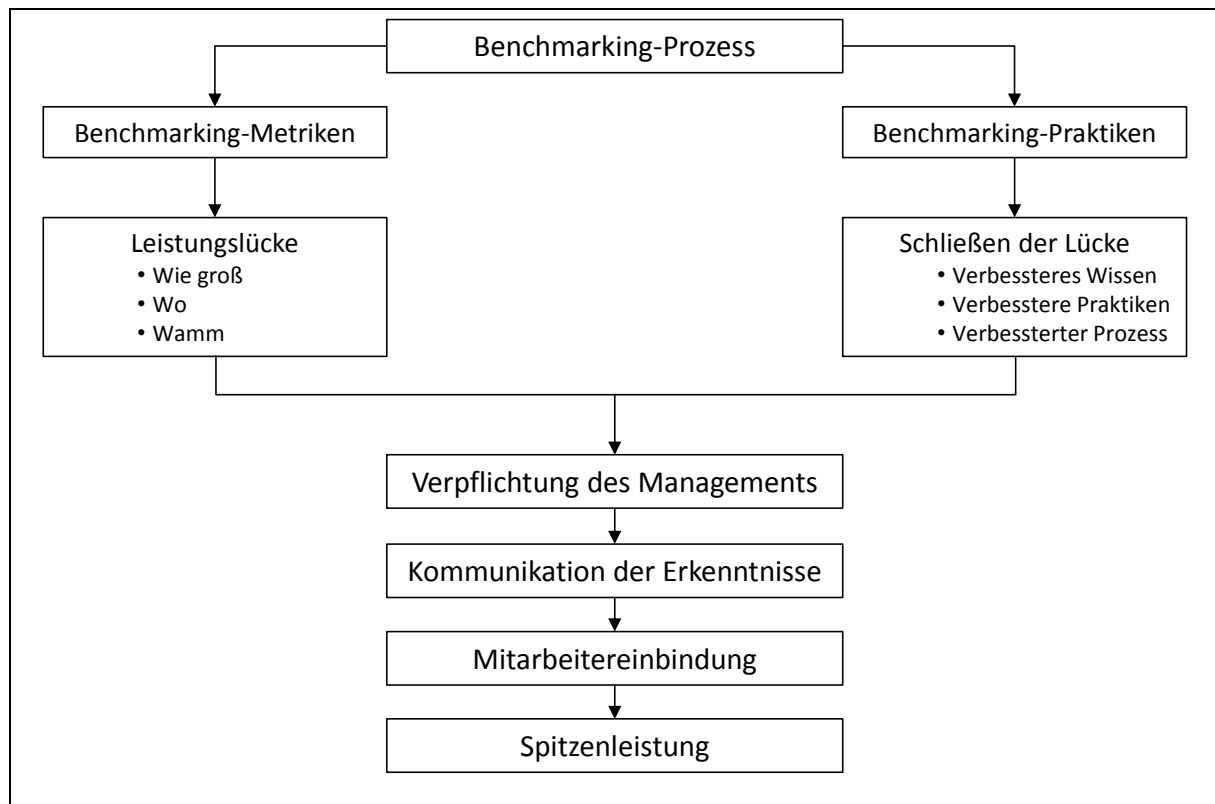 Benchmarking-Prozess
Benchmarking-Metriken
Benchmarking-Praktiken
Leistungslücke
• Wie groß
• Wo
• Wamm
Schließen der Lücke
• Verbessteres Wissen
• Verbesstere Praktiken
• Verbessterter Prozess
Verpflichtung des Managements
Kommunikation der Erkenntnisse
Mitarbeitereinbindung
Spitzenleistung